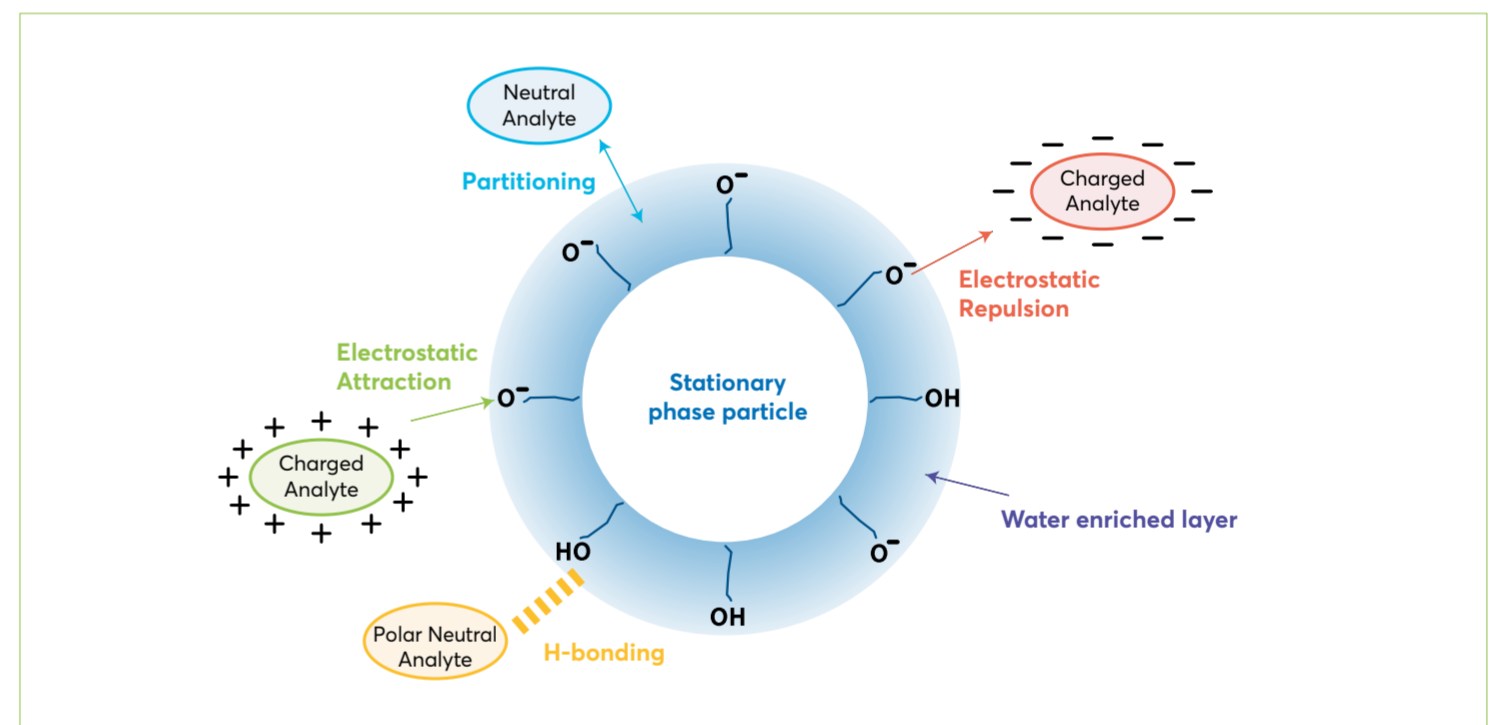 Neutral
Analyte
Partitioning
O−
Charged
Analyte
O−
O−
Electrostatic
Repulsion
Electrostatic
Attraction
O−
Stationary
phase particle
OH
Charged
Analyte
Water enriched layer
HO
O−
OH
Polar Neutral
Analyte
H-bonding